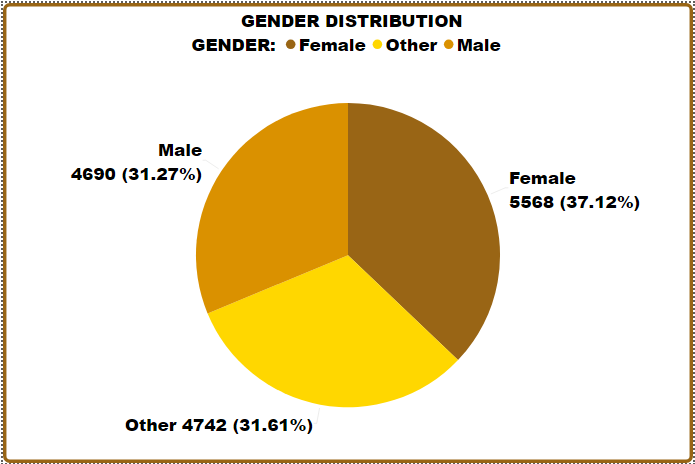 GENDER DISTRIBUTION
GENDER: Female Other Male
Male
4690 (31.27%)
Female
5568 (37.12%)
Other 4742 (31.61%)